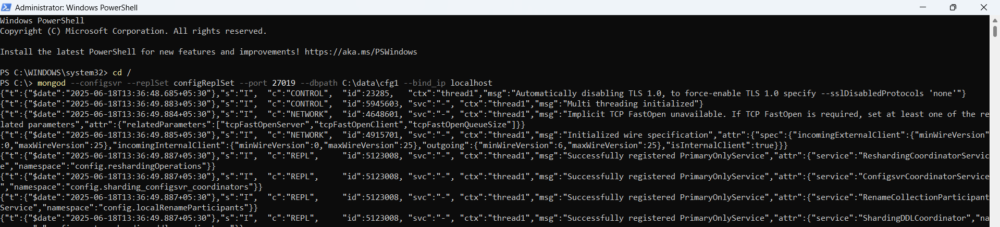 Administrator: Windows PowerShell
Windows PowerShell
Copyright (C) Microsoft Corporation. All rights reserved.
Install the latest PowerShell for new features and improvements! https://aka.ms/PSWindows
PS C:\WINDOWS\system32> cd /
PS C:\> mongod --configsvr --replSet configReplSet --port 27019 --dbpath C:\data\cfg1 --bind_ip localhost
{"t":{"$date":"2025-06-18T13:36:48.685+05:30"},"s":"I",  "c":"CONTROL",  "id":23285,   "ctx":"thread1","msg":"Automatically disabling TLS 1.0, to force-enable TLS 1.0 specify --sslDisabledProtocols 'none'"}
{"t":{"$date":"2025-06-18T13:36:49.883+05:30"},"s":"I",  "c":"CONTROL",  "id":5945603, "svc":"-", "ctx":"thread1","msg":"Multi threading initialized"}
{"t":{"$date":"2025-06-18T13:36:49.884+05:30"},"s":"I",  "c":"NETWORK",  "id":4648601, "svc":"-", "ctx":"thread1","msg":"Implicit TCP FastOpen unavailable. If TCP FastOpen is required, set at least one of the re
lated parameters","attr":{"relatedParameters":["tcpFastOpenServer","tcpFastOpenClient","tcpFastOpenQueueSize"]}}
{"t":{"$date":"2025-06-18T13:36:49.885+05:30"},"s":"I",  "c":"NETWORK",  "id":4915701, "svc":"-", "ctx":"thread1","msg":"Initialized wire specification","attr":{"spec":{"incomingExternalClient":{"minWireVersion"
:0,"maxWireVersion":25},"incomingInternalClient":{"minWireVersion":0,"maxWireVersion":25},"outgoing":{"minWireVersion":6,"maxWireVersion":25},"isInternalClient":true}}}
{"t":{"$date":"2025-06-18T13:36:49.887+05:30"},"s":"I",  "c":"REPL",     "id":5123008, "svc":"-", "ctx":"thread1","msg":"Successfully registered PrimaryOnlyService","attr":{"service":"ReshardingCoordinatorServic
e","namespace":"config.reshardingOperations"}}
{"t":{"$date":"2025-06-18T13:36:49.887+05:30"},"s":"I",  "c":"REPL",     "id":5123008, "svc":"-", "ctx":"thread1","msg":"Successfully registered PrimaryOnlyService","attr":{"service":"ConfigsvrCoordinatorService
","namespace":"config.sharding_configsvr_coordinators"}}
{"t":{"$date":"2025-06-18T13:36:49.887+05:30"},"s":"I",  "c":"REPL",     "id":5123008, "svc":"-", "ctx":"thread1","msg":"Successfully registered PrimaryOnlyService","attr":{"service":"RenameCollectionParticipant
Service","namespace":"config.localRenameParticipants"}}
{"t":{"$date":"2025-06-18T13:36:49.887+05:30"},"s":"I",  "c":"REPL",     "id":5123008, "svc":"-", "ctx":"thread1","msg":"Successfully registered PrimaryOnlyService","attr":{"service":"ShardingDDLCoordinator","na